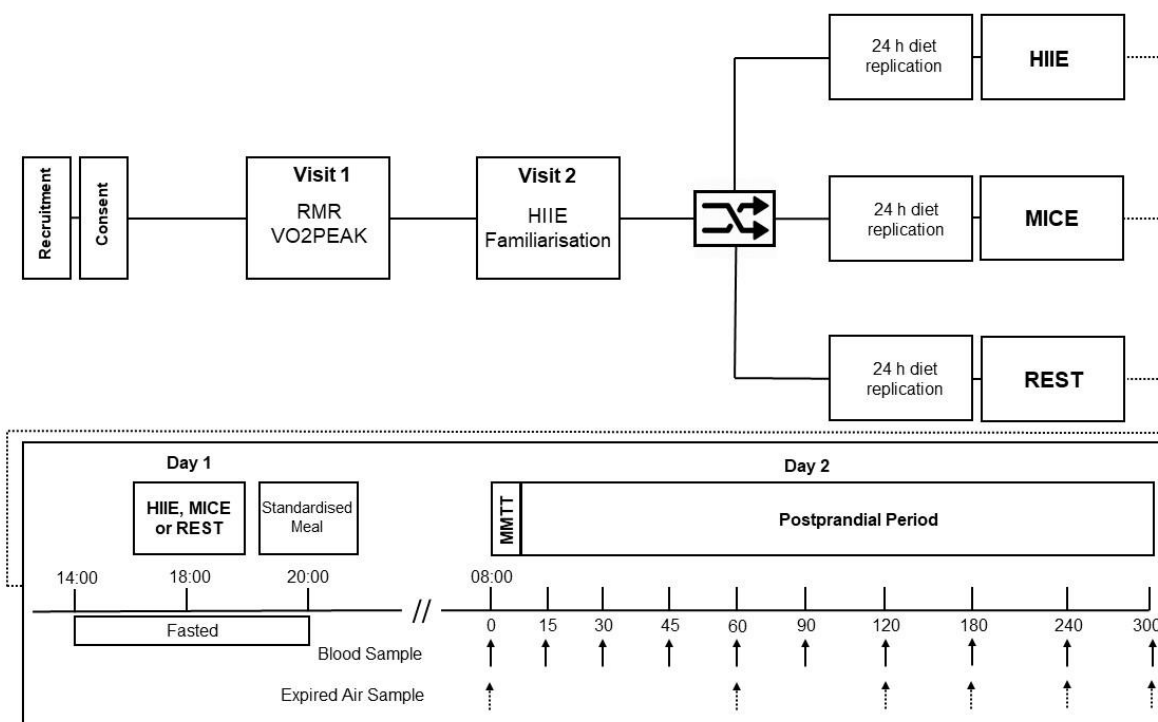 24 h diet
replication
HIIE
Recruitment
Consent
Visit 1
RMR
VO2PEAK
Visit 2
HIIE
Familiarisation
24 h diet
replication
MICE
24 h diet
replication
REST
Day 1
Day 2
HIIE, MICE
or REST
Standardised
Meal
MMTT
Postprandial Period
14:00 18:00 20:00 08:00
//
Fasted
0 15 30 45 60 90 120 180 240 300
Blood Sample
Expired Air Sample